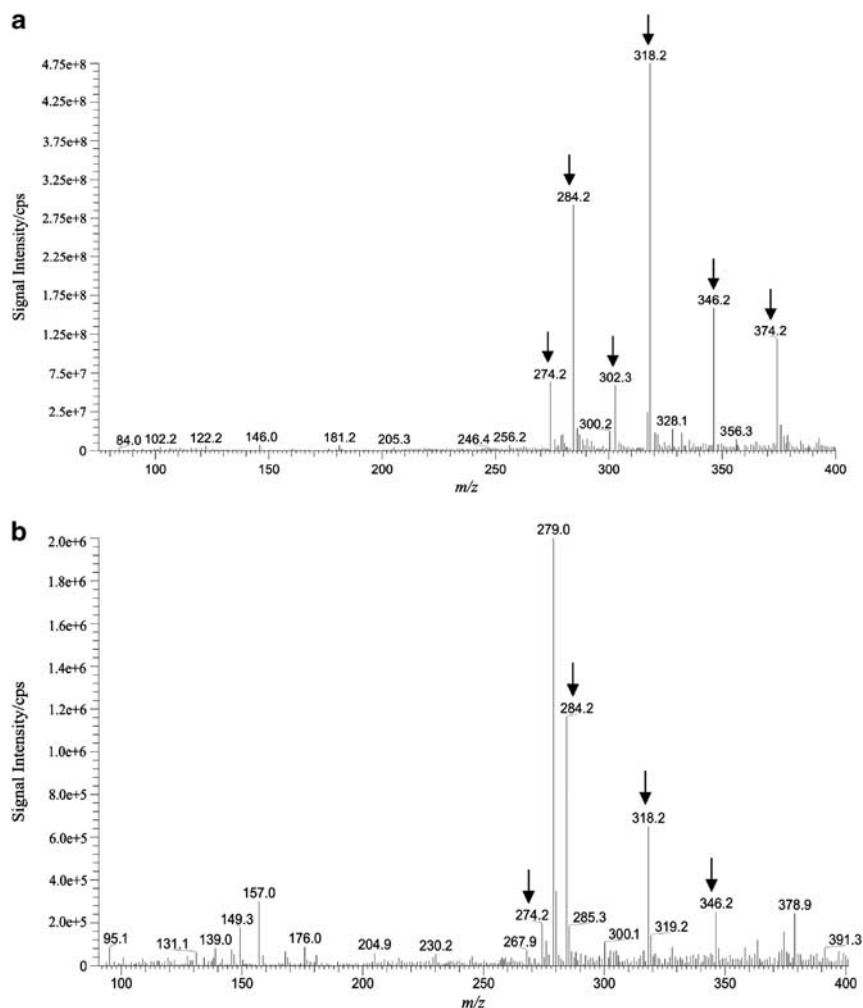 a
4.75e+8
4.25e+8
3.75e+8
3.25e+8
2.75e+8
2.25e+8
1.75e+8
1.25e+8
7.5e+7
2.5e+7
0
Signal Intensity/cps
318.2
284.2
346.2
374.2
274.2
302.3
84.0 102.2 122.2 146.0 181.2 205.3 246.4 256.2 300.2 328.1 356.3
100 150 200 250 300 350 400
m/z
b
2.0e+6
1.8e+6
1.6e+6
1.4e+6
1.2e+6
1.0e+6
8.0e+5
6.0e+5
4.0e+5
2.0e+5
0
Signal Intensity/cps
279.0
284.2
318.2
157.0
274.2 346.2 378.9
149.3 285.3
95.1 131.1 139.0 176.0 204.9 230.2 267.9 300.1 319.2 391.3
100 150 200 250 300 350 400
m/z